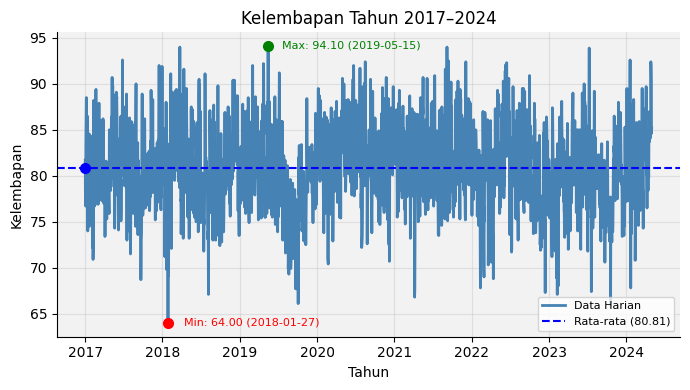 Kelembapan Tahun 2017–2024
Kelembapan
95
90
85
80
75
70
65
Max: 94.10 (2019-05-15)
Min: 64.00 (2018-01-27)
Data Harian
Rata-rata (80.81)
2017 2018 2019 2020 2021 2022 2023 2024
Tahun